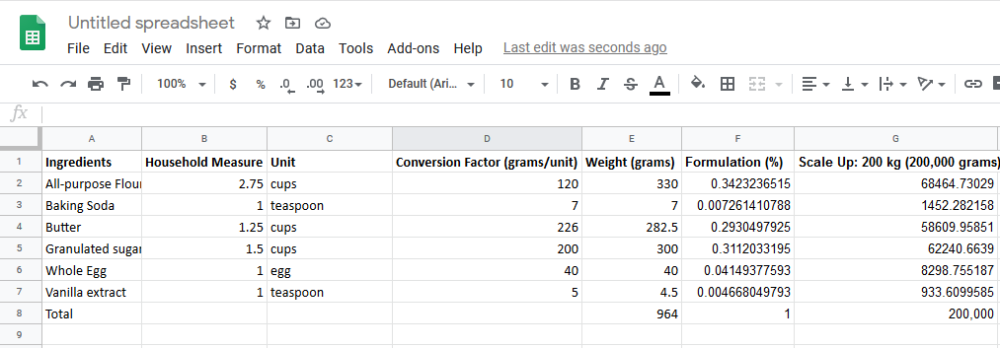 Untitled spreadsheet
File Edit View Insert Format Data Tools Add-ons Help Last edit was seconds ago
100% $ % .0 .00 123 Default (Ari... 10 B I S A
fx
A B C D E F G
1 Ingredients Household Measure Unit Conversion Factor (grams/unit) Weight (grams) Formulation (%) Scale Up: 200 kg (200,000 grams)
2 All-purpose Flour 2.75 cups 120 330 0.3423236515 68464.73029
3 Baking Soda 1 teaspoon 7 7 0.007261410788 1452.282158
4 Butter 1.25 cups 226 282.5 0.2930497925 58609.95851
5 Granulated sugar 1.5 cups 200 300 0.3112033195 62240.6639
6 Whole Egg 1 egg 40 40 0.04149377593 8298.755187
7 Vanilla extract 1 teaspoon 5 4.5 0.004668049793 933.6099585
8 Total 964 1 200,000
9